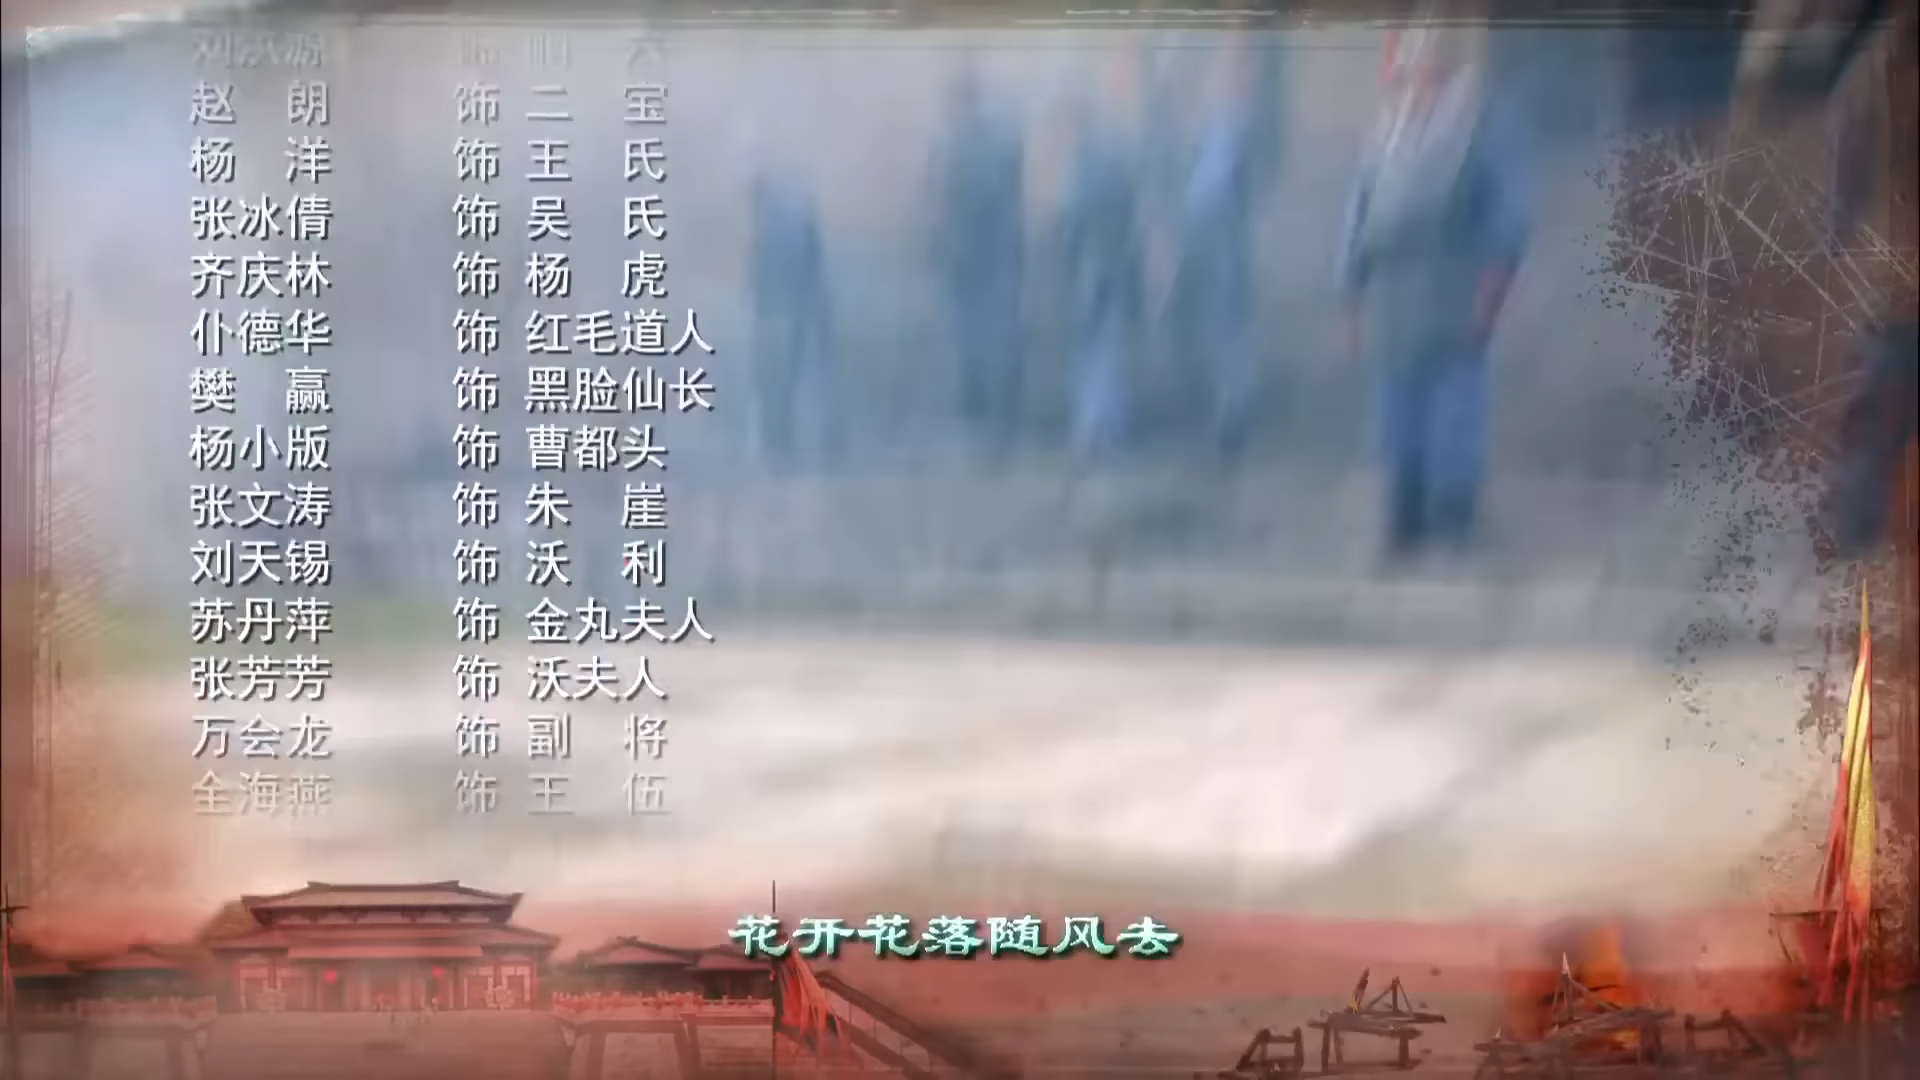 赵 朗 饰 二 宝
杨 洋 饰 王 氏
张冰倩 饰 吴 氏
齐庆林 饰 杨 虎
仆德华 饰 红毛道人
樊 赢 饰 黑脸仙长
杨小版 饰 曹都头
张文涛 饰 朱 崖
刘天锡 饰 沃 利
苏丹萍 饰 金丸夫人
张芳芳 饰 沃夫人
万会龙 饰 副 将
全海燕 饰 王 伍
花开花落随风去